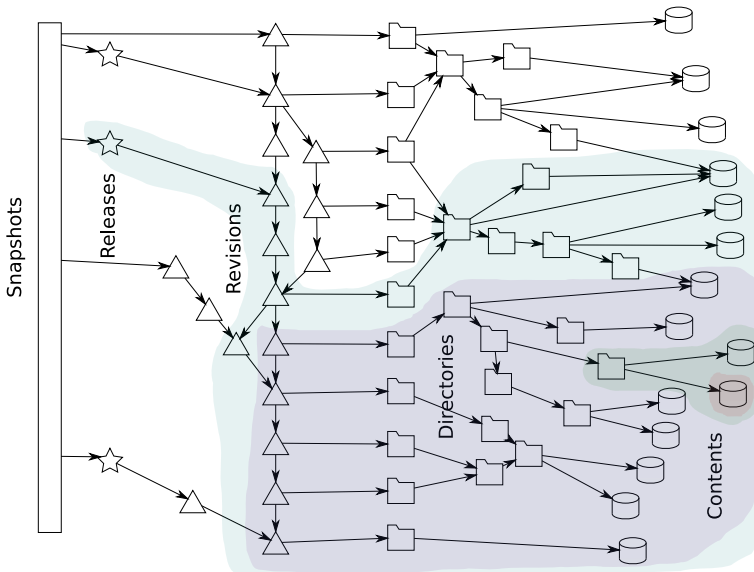 Snapshots
Releases
Revisions
Directories
Contents